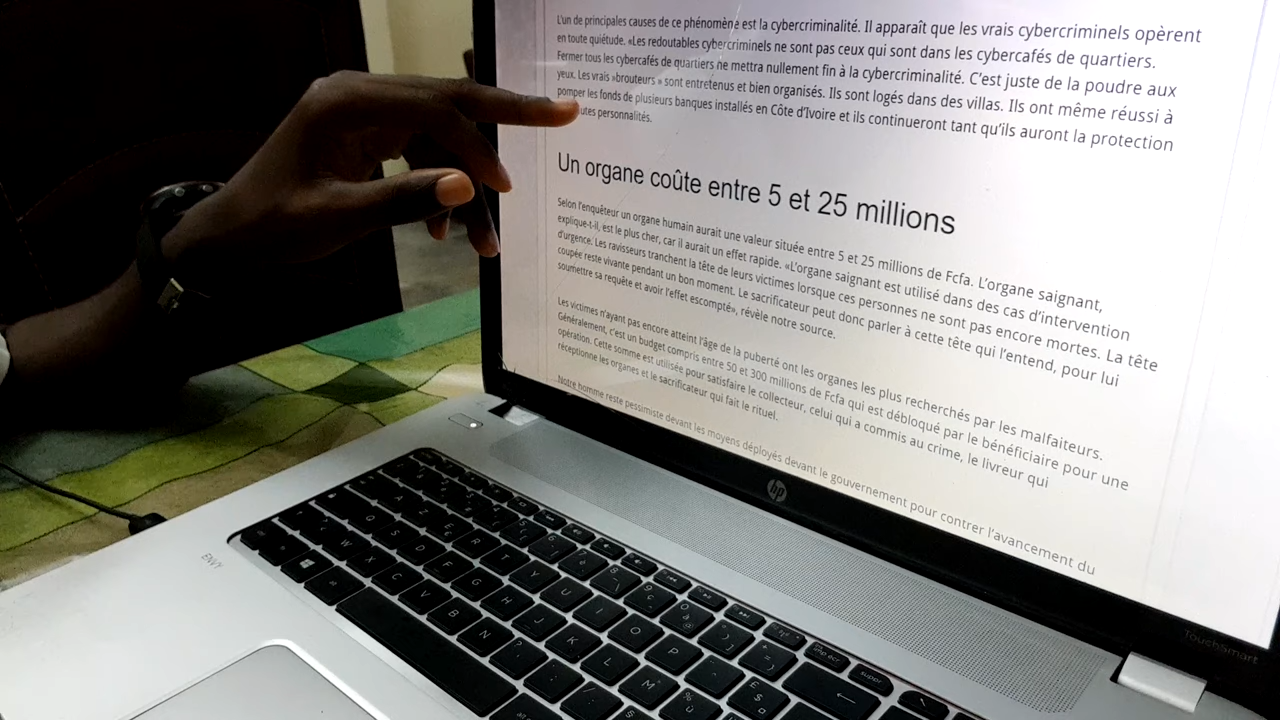 L'un de principales causes de ce phénomène est la cybercriminalité. Il apparaît que les vrais cybercriminels opèrent
en toute quiétude. «Les redoutables cybercriminels ne sont pas ceux qui sont dans les cybercafés de quartiers.
Fermer tous les cybercafés de quartiers ne mettra nullement fin à la cybercriminalité. C'est juste de la poudre aux
yeux. Les vrais »brouteurs » sont entretenus et bien organisés. Ils sont logés dans des villas. Ils ont même réussi à
pomper les fonds de plusieurs banques installés en Côte d'Ivoire et ils continueront tant qu'ils auront la protection
personnalités.
Un organe coûte entre 5 et 25 millions
Selon l'enquêteur un organe humain aurait une valeur située entre 5 et 25 millions de Fcfa. L'organe saignant,
explique-t-il, est le plus cher, car il aurait un effet rapide. «L'organe saignant est utilisé dans des cas d'intervention
d'urgence. Les ravisseurs tranchent la tête de leurs victimes lorsque ces personnes ne sont pas encore mortes. La tête
coupée reste vivante pendant un bon moment. Le sacrificateur peut donc parler à cette tête qui l'entend, pour lui
soumettre sa requête et avoir l'effet escompté», révèle notre source.
Les victimes n'ayant pas encore atteint l'âge de la puberté ont les organes les plus recherchés par les malfaiteurs.
Généralement, c'est un budget compris entre 50 et 300 millions de Fcfa qui est débloqué par le bénéficiaire pour une
opération. Cette somme est utilisée pour satisfaire le collecteur, celui qui a commis au crime, le livreur qui
réceptionne les organes et le sacrificateur qui fait le rituel.
Notre homme reste pessimiste devant les moyens déployés devant le gouvernement pour contrer l'avancement du
hp
TouchSmart
ENVY